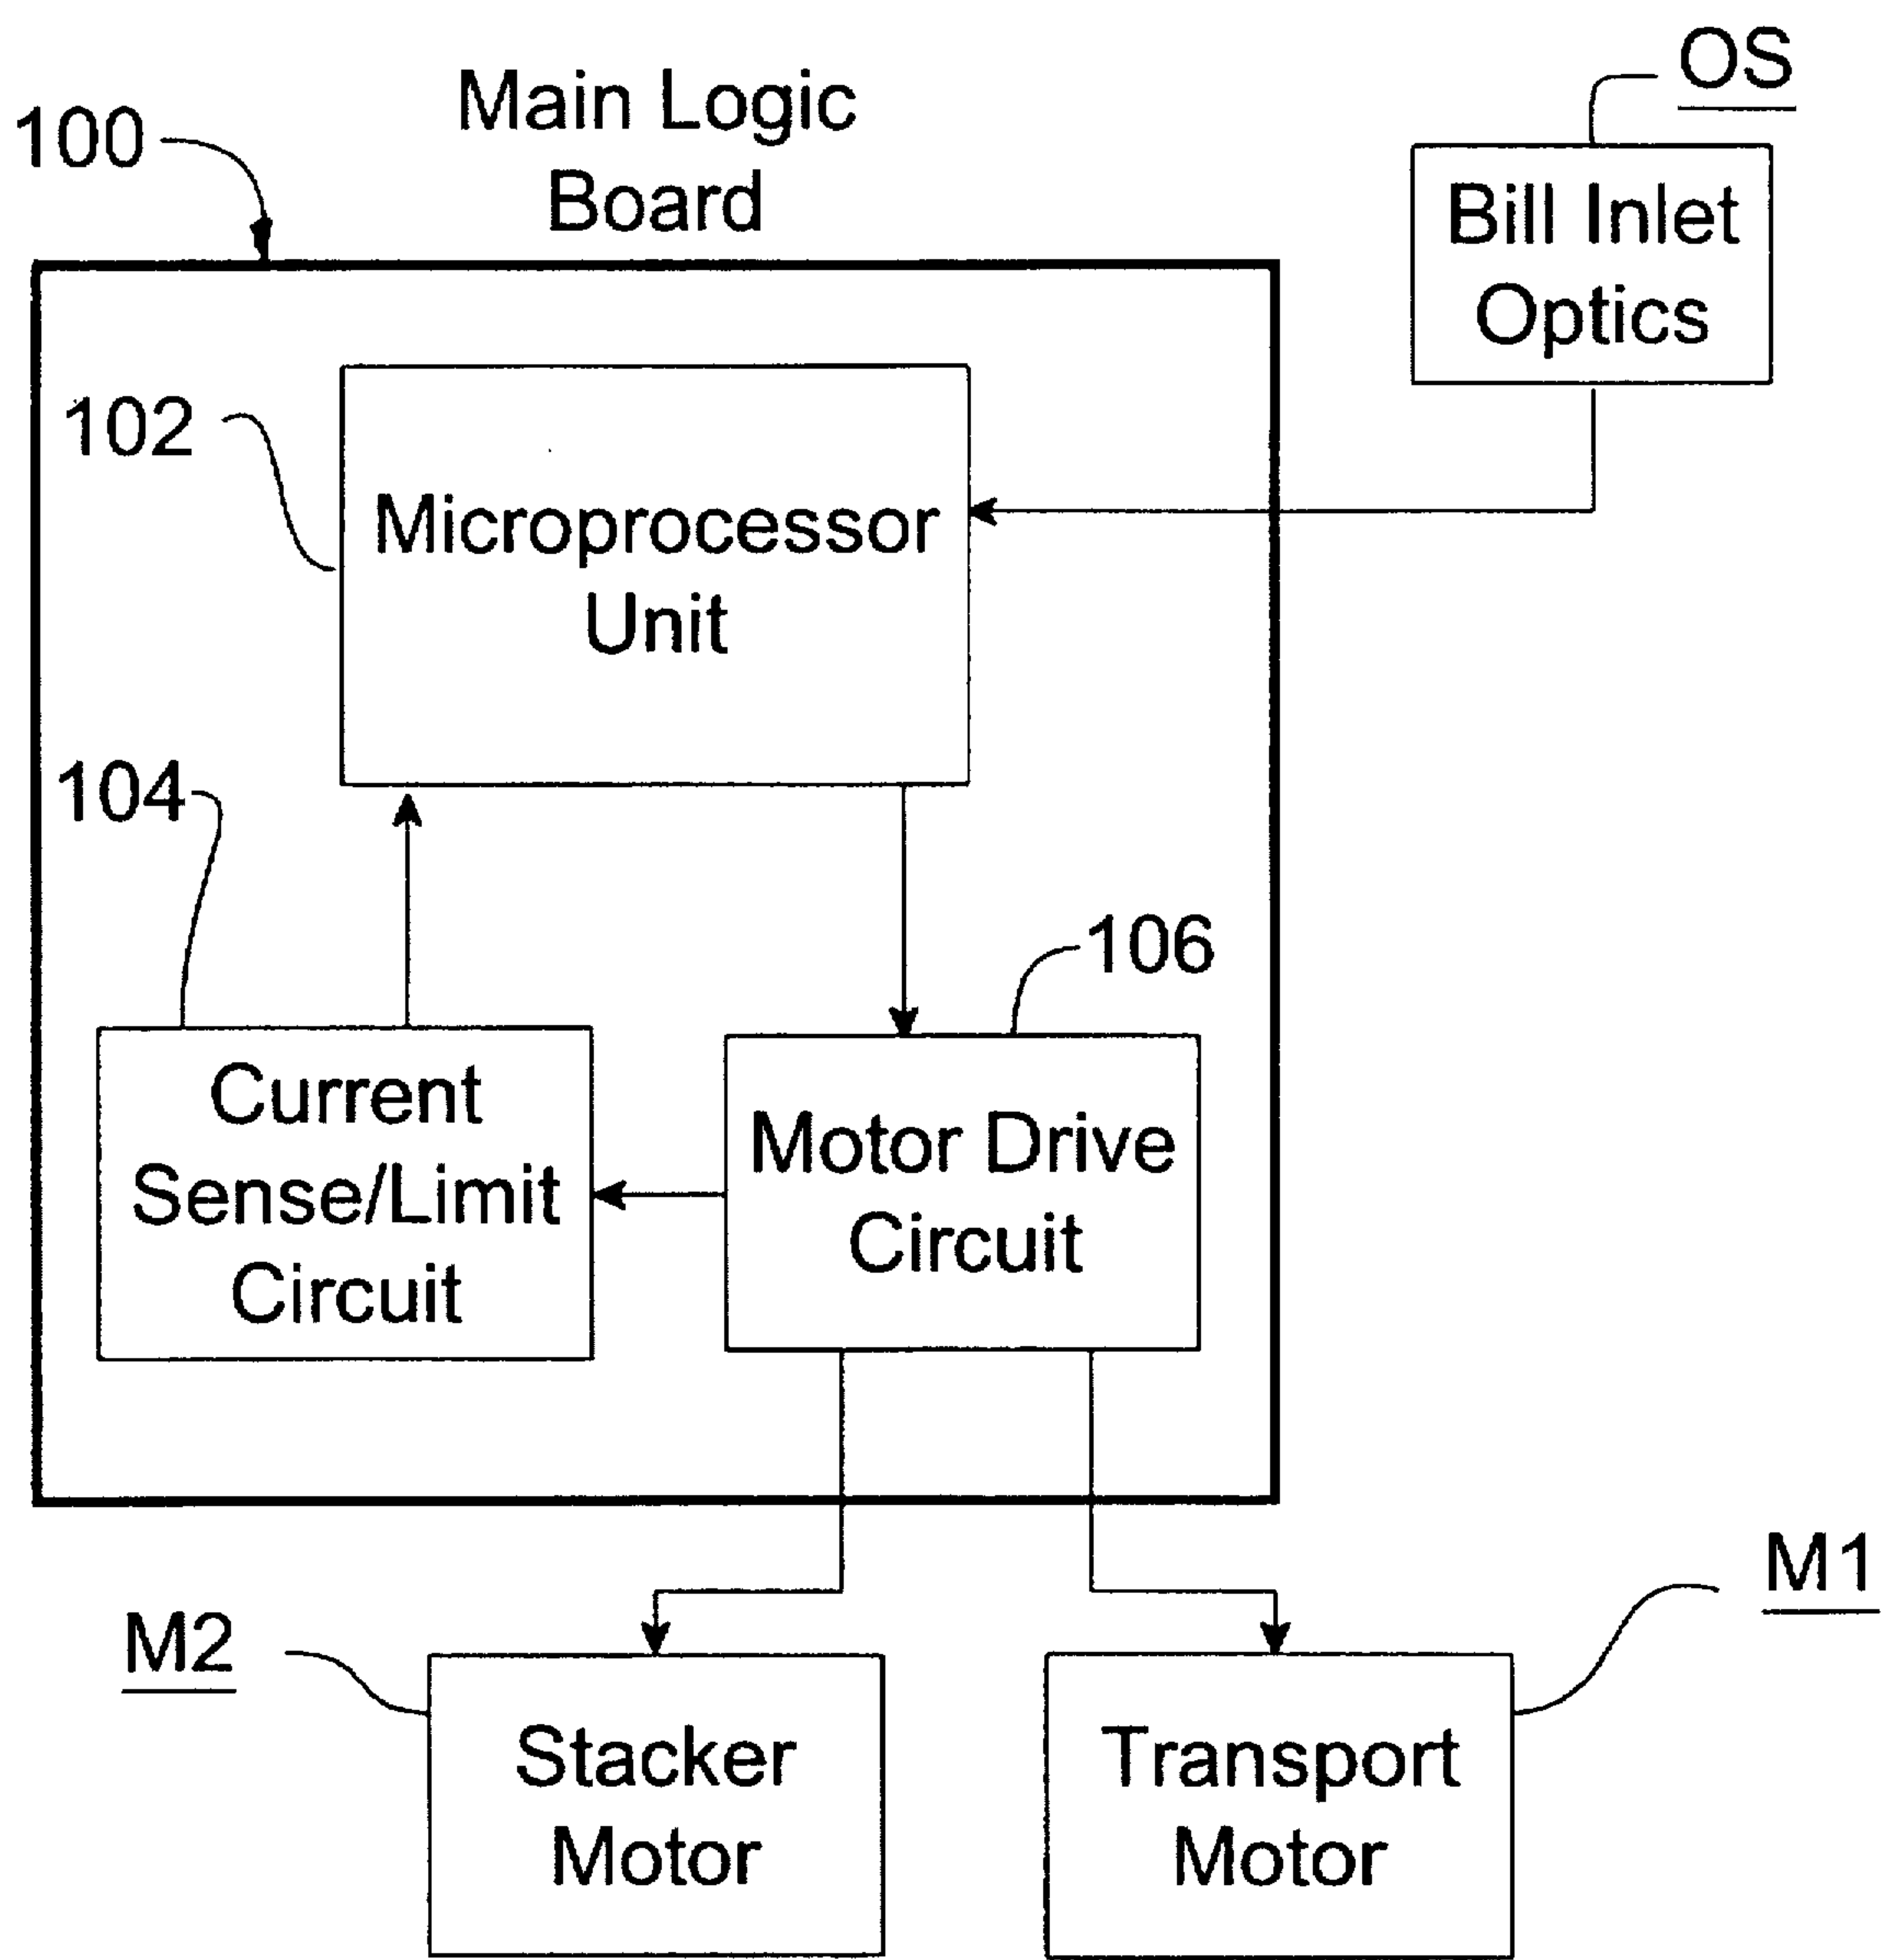 OS
Main Logic
Board
100
Bill Inlet
Optics
102
Microprocessor
Unit
104
106
Current
Sense/Limit
Circuit
Motor Drive
Circuit
M1
M2
Stacker
Motor
Transport
Motor